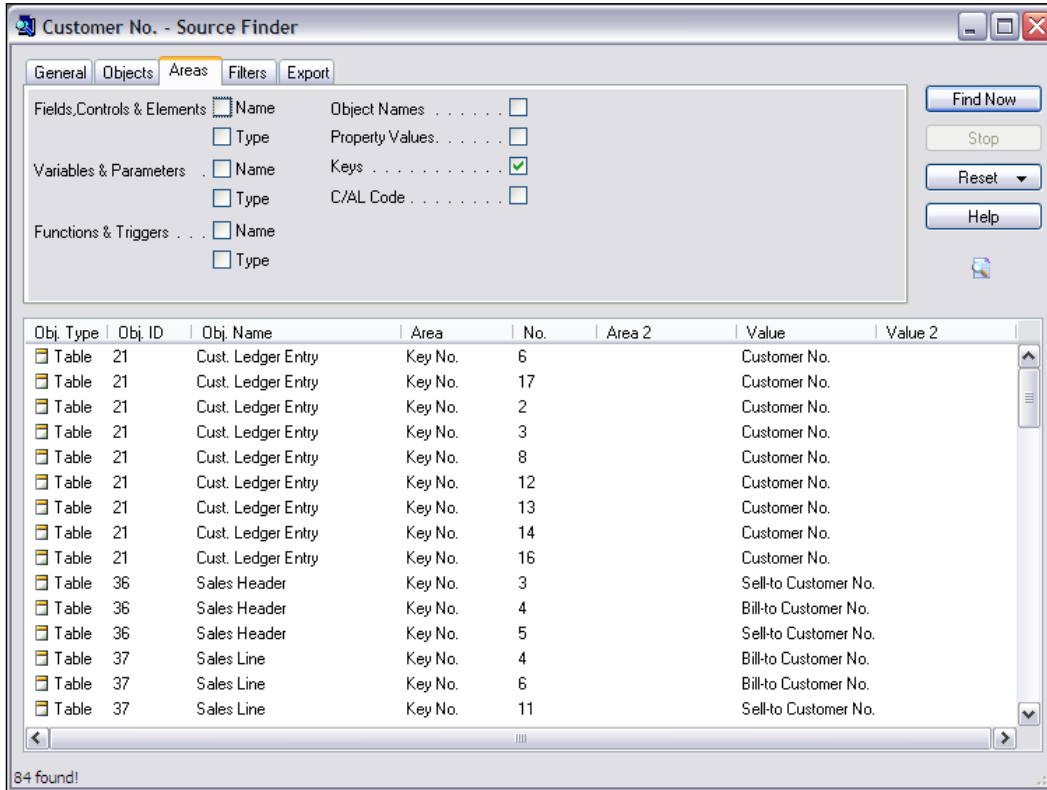 Customer No. - Source Finder
General Objects Areas Filters Export
Fields,Controls & Elements Name Object Names . . . . . . Find Now
Type Property Values. . . . . . Stop
Variables & Parameters . Name Keys . . . . . . . . . . . Reset
Type C/AL Code . . . . . . . . Help
Functions & Triggers . . . Name
Type
Obj. Type Obj. ID Obj. Name Area No. Area 2 Value Value 2
Table 21 Cust. Ledger Entry Key No. 6 Customer No.
Table 21 Cust. Ledger Entry Key No. 17 Customer No.
Table 21 Cust. Ledger Entry Key No. 2 Customer No.
Table 21 Cust. Ledger Entry Key No. 3 Customer No.
Table 21 Cust. Ledger Entry Key No. 8 Customer No.
Table 21 Cust. Ledger Entry Key No. 12 Customer No.
Table 21 Cust. Ledger Entry Key No. 13 Customer No.
Table 21 Cust. Ledger Entry Key No. 14 Customer No.
Table 21 Cust. Ledger Entry Key No. 16 Customer No.
Table 36 Sales Header Key No. 3 Sell-to Customer No.
Table 36 Sales Header Key No. 4 Bill-to Customer No.
Table 36 Sales Header Key No. 5 Sell-to Customer No.
Table 37 Sales Line Key No. 4 Bill-to Customer No.
Table 37 Sales Line Key No. 6 Bill-to Customer No.
Table 37 Sales Line Key No. 11 Sell-to Customer No.
84 found!